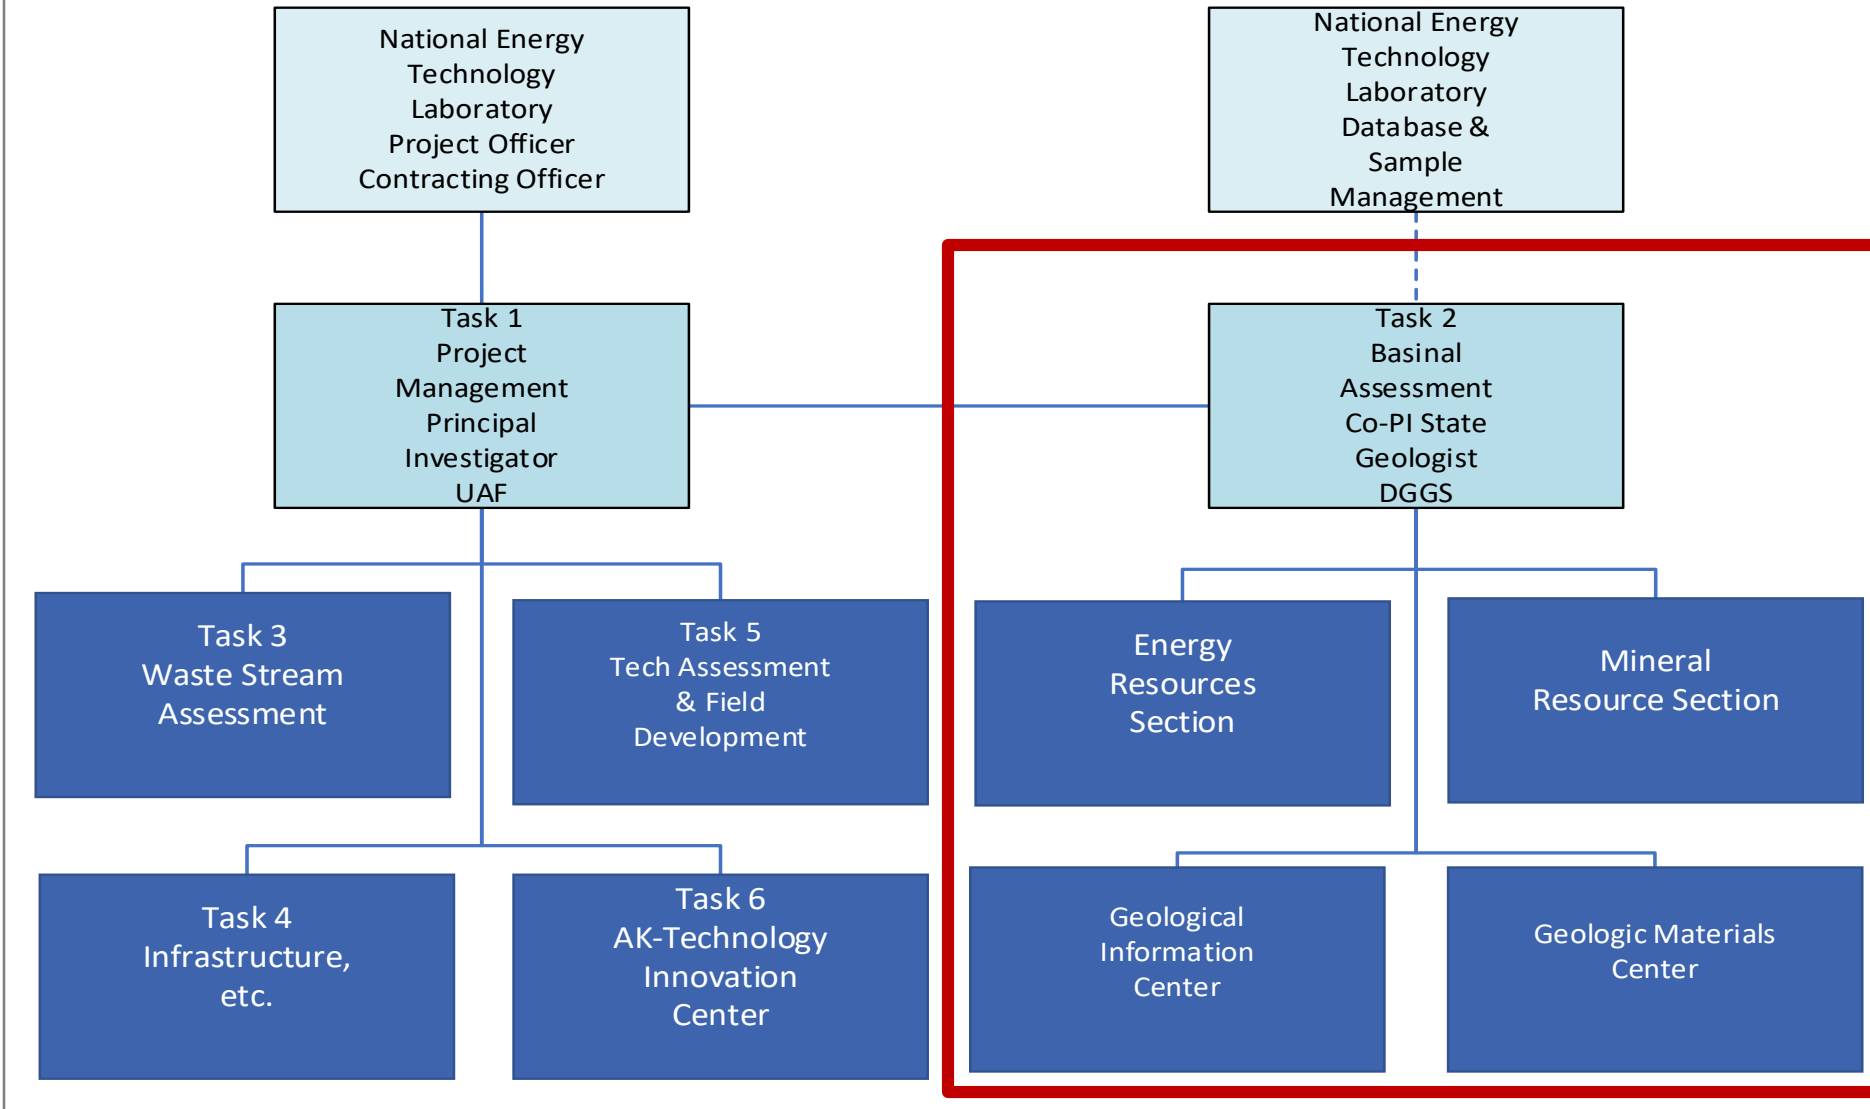 National Energy
Technology
Laboratory
Project Officer
Contracting Officer
National Energy
Technology
Laboratory
Database &
Sample
Management
Task 1
Project
Management
Principal
Investigator
UAF
Task 2
Basinal
Assessment
Co-PI State
Geologist
DGGS
Task 3
Waste Stream
Assessment
Task 5
Tech Assessment
& Field
Development
Energy
Resources
Section
Mineral
Resource Section
Task 4
Infrastructure,
etc.
Task 6
AK-Technology
Innovation
Center
Geological
Information
Center
Geologic Materials
Center